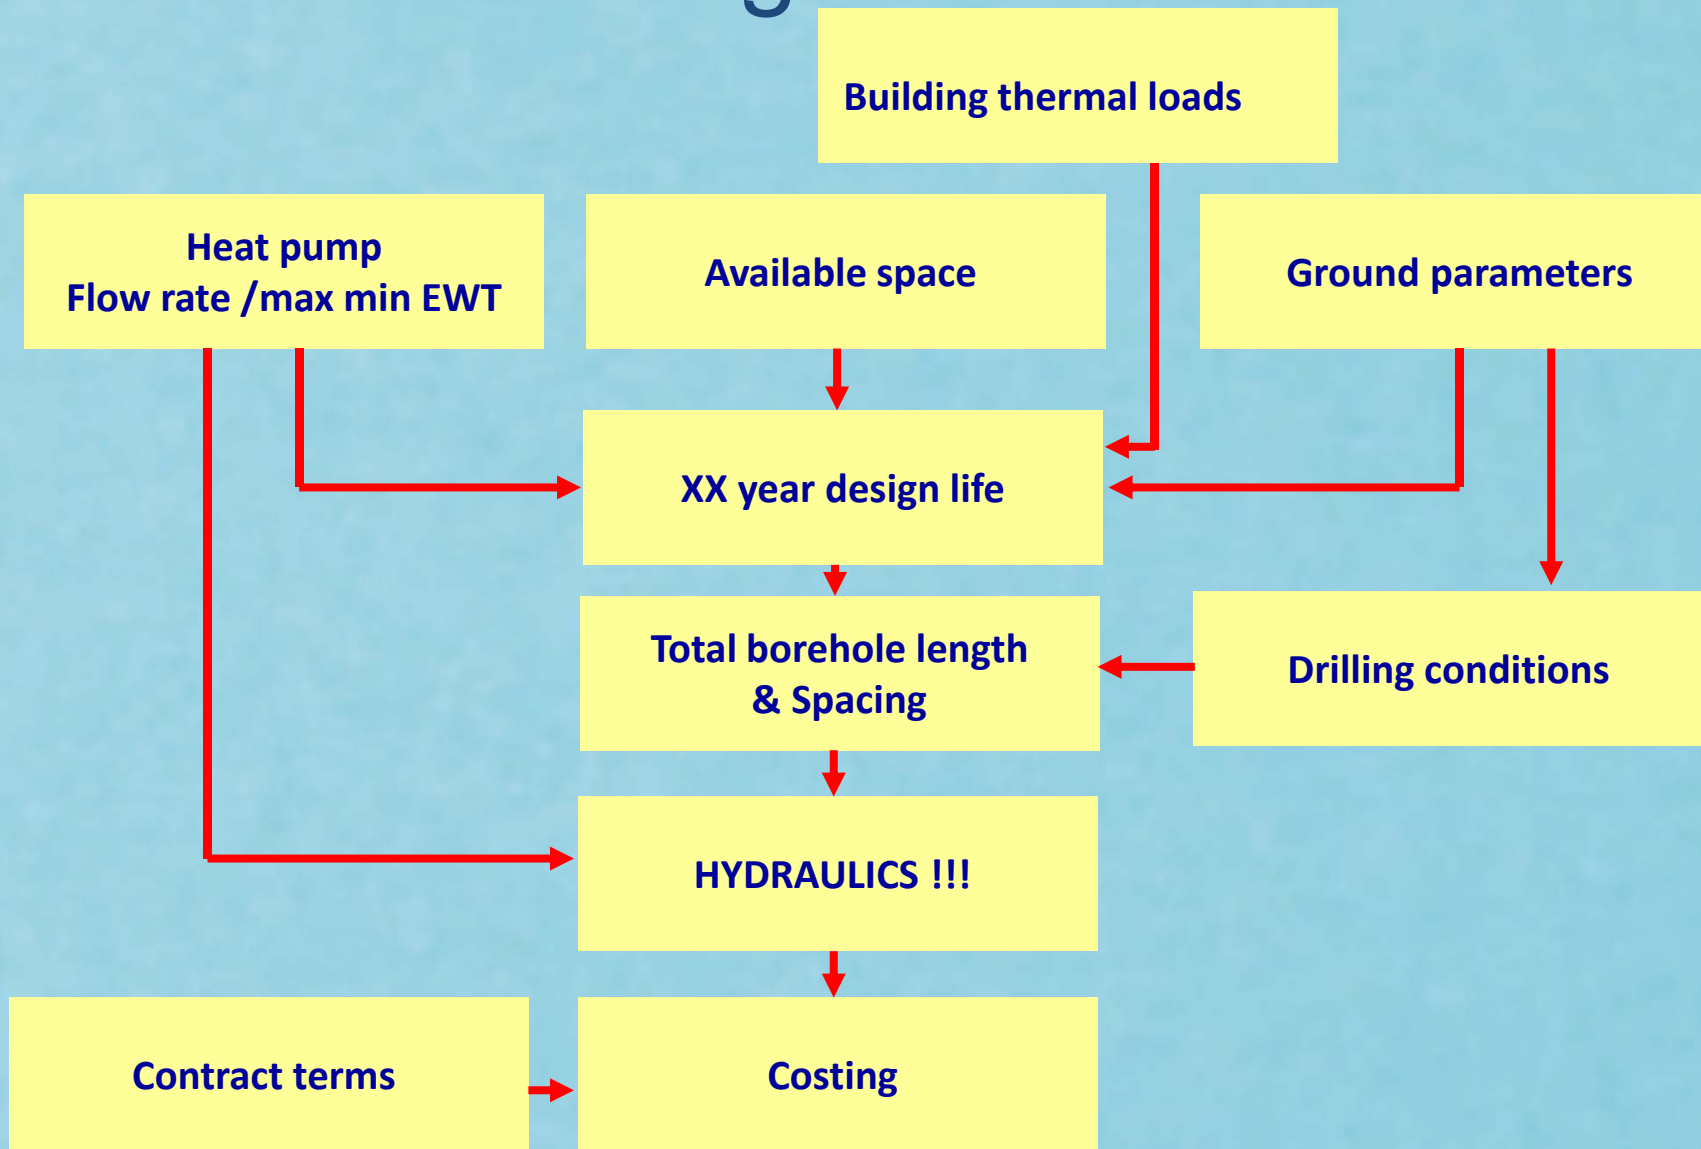 Building thermal loads
Heat pump
Flow rate /max min EWT
Available space
Ground parameters
XX year design life
Total borehole length
& Spacing
Drilling conditions
HYDRAULICS !!!
Contract terms
Costing